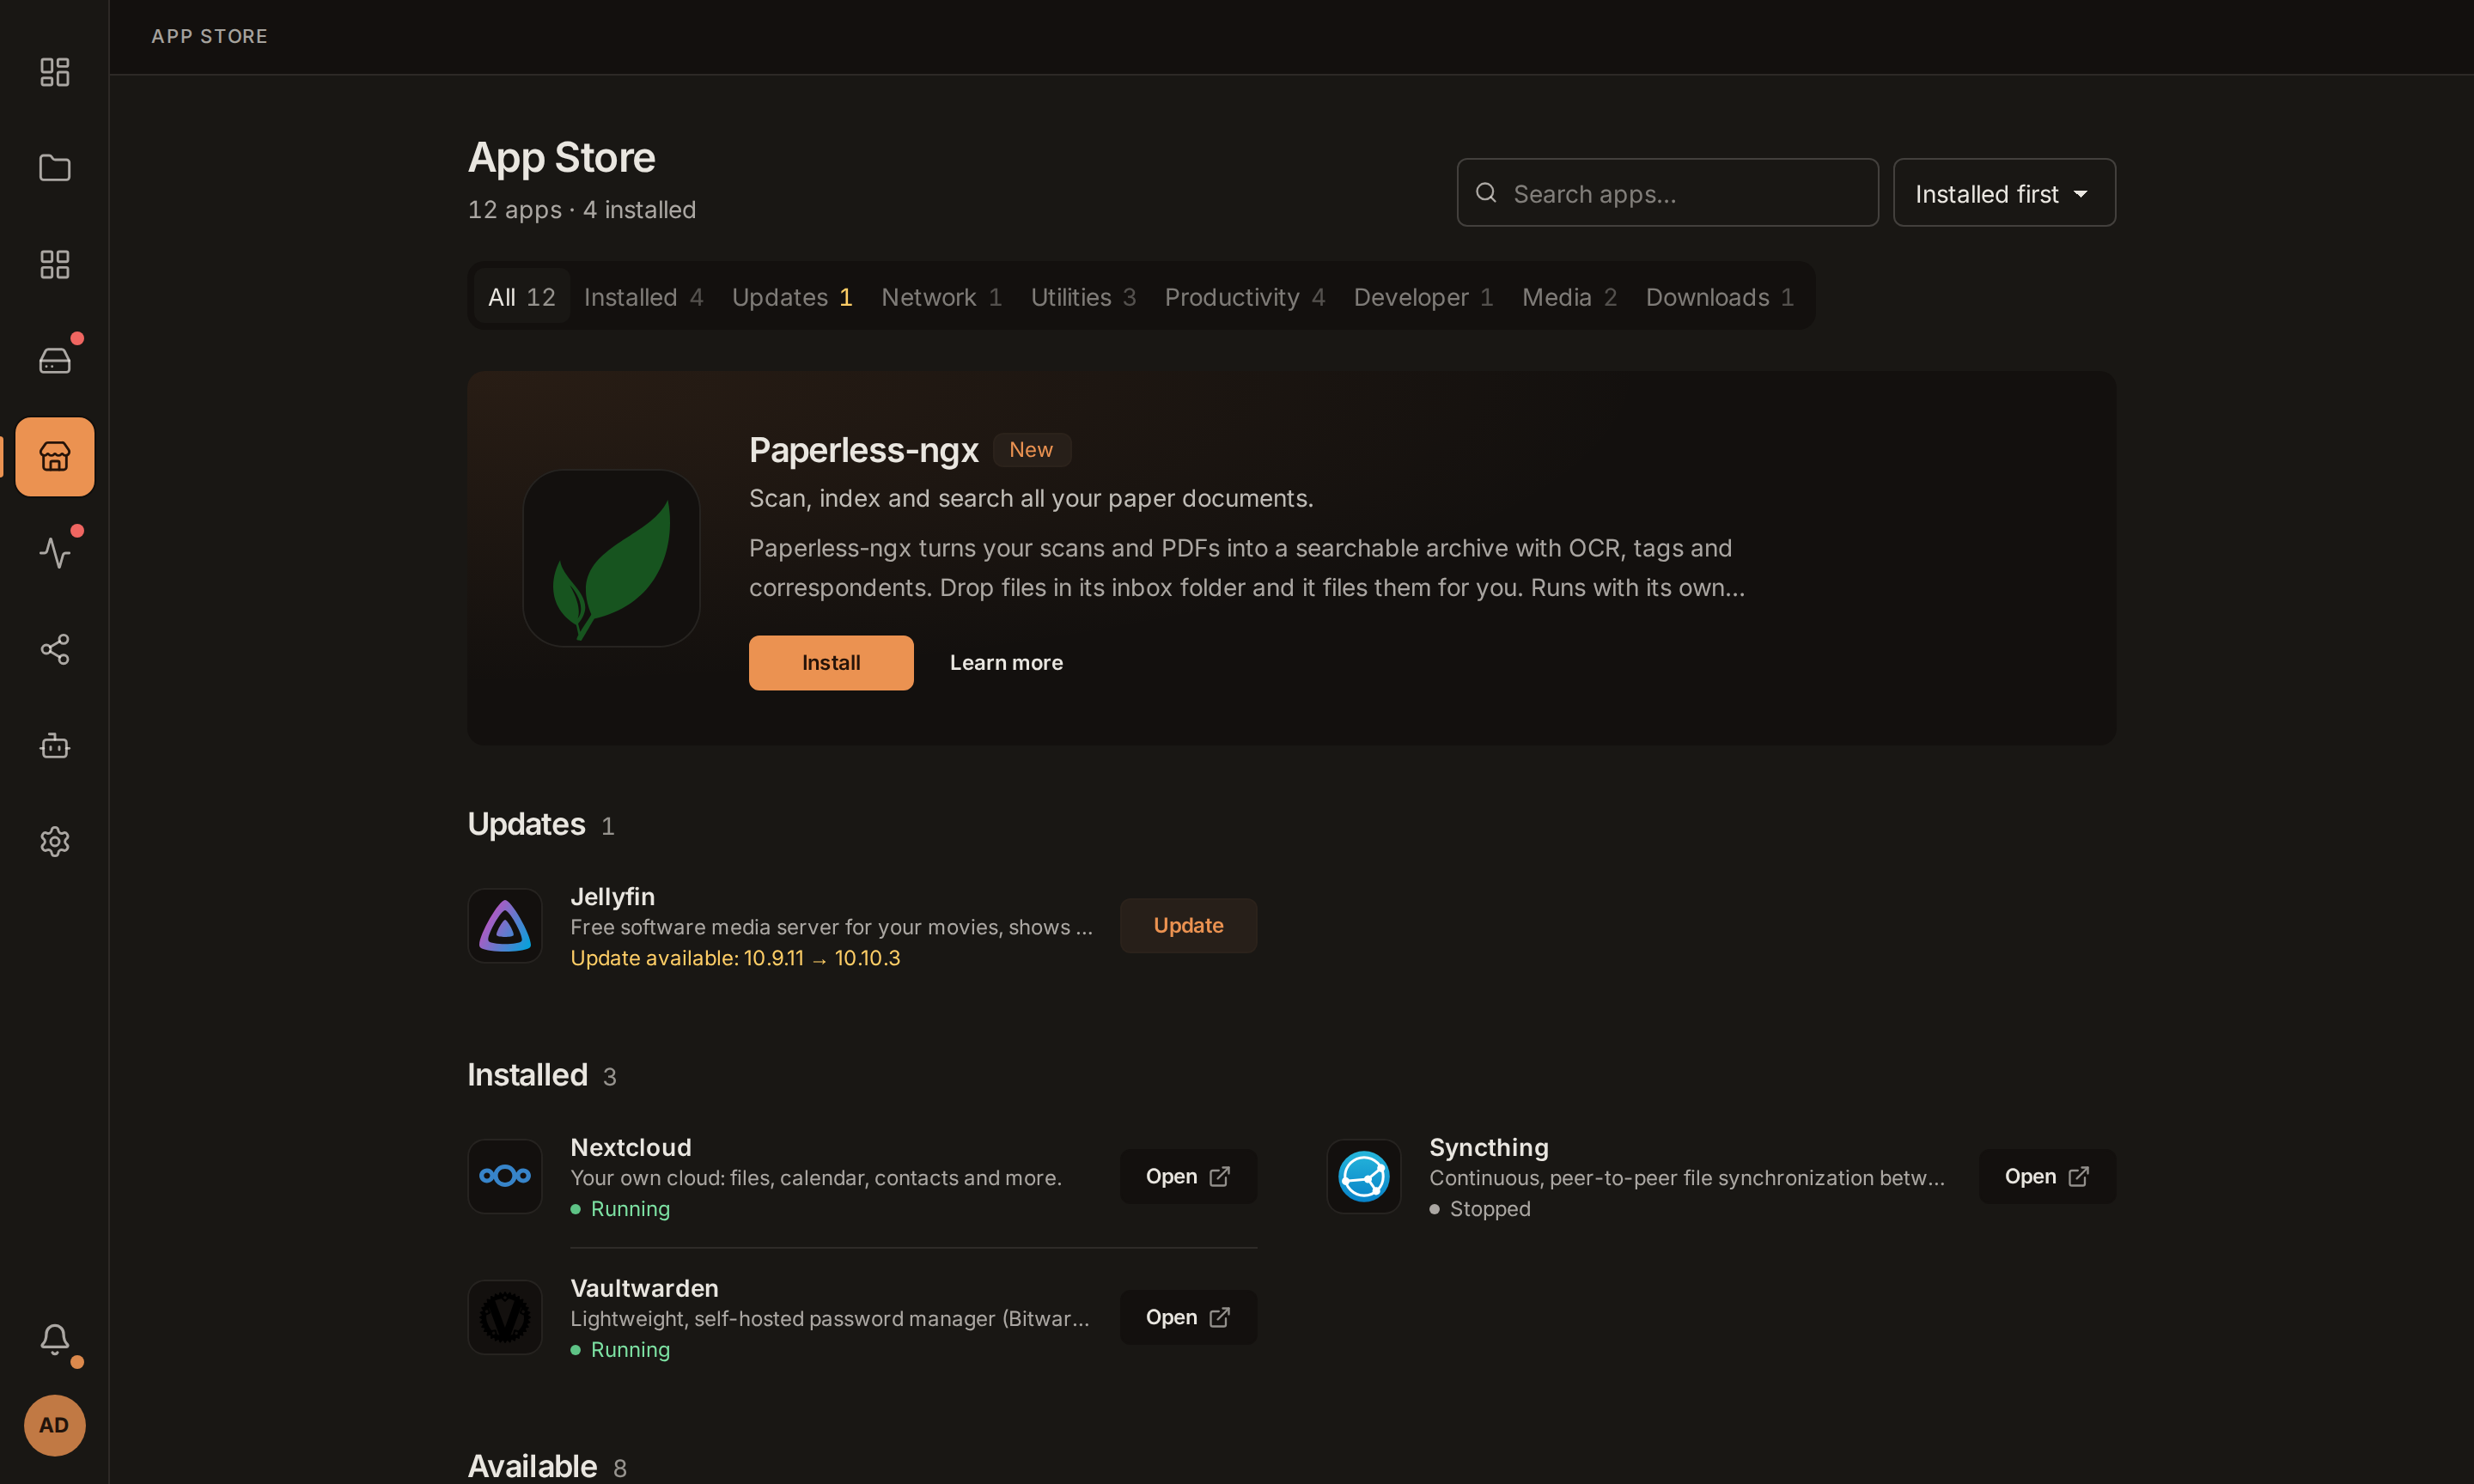 APP STORE
App Store
12 apps · 4 installed
Search apps...
Installed first
All 12 Installed 4 Updates 1 Network 1 Utilities 3 Productivity 4 Developer 1 Media 2 Downloads 1
Paperless-ngx New
Scan, index and search all your paper documents.
Paperless-ngx turns your scans and PDFs into a searchable archive with OCR, tags and
correspondents. Drop files in its inbox folder and it files them for you. Runs with its own...
Install Learn more
Updates 1
Jellyfin
Free software media server for your movies, shows ...
Update available: 10.9.11 → 10.10.3
Update
Installed 3
Nextcloud
Your own cloud: files, calendar, contacts and more.
Running
Open
Syncthing
Continuous, peer-to-peer file synchronization betw...
Stopped
Open
Vaultwarden
Lightweight, self-hosted password manager (Bitwar...
Running
Open
AD
Available 8